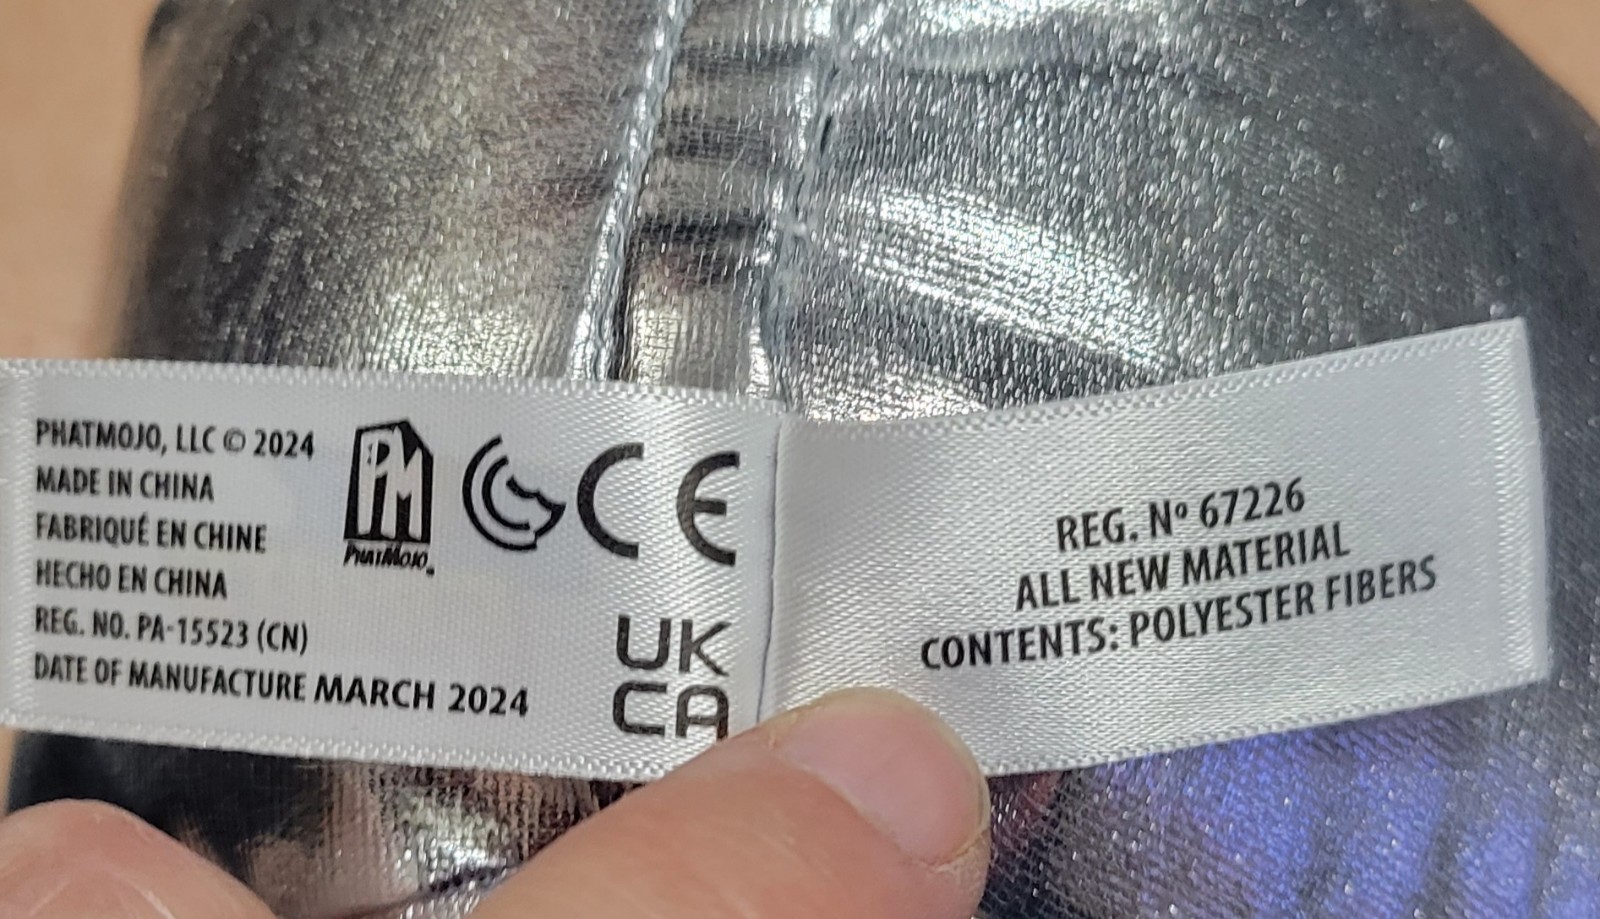 PHATMOJO, LLC © 2024
MADE IN CHINA
FABRIQUÉ EN CHINE
HECHO EN CHINA
REG. NO. PA-15523 (CN)
DATE OF MANUFACTURE MARCH 2024
PM
PHATMOJO
CE
UK
CA
REG. Nº 67226
ALL NEW MATERIAL
CONTENTS: POLYESTER FIBERS